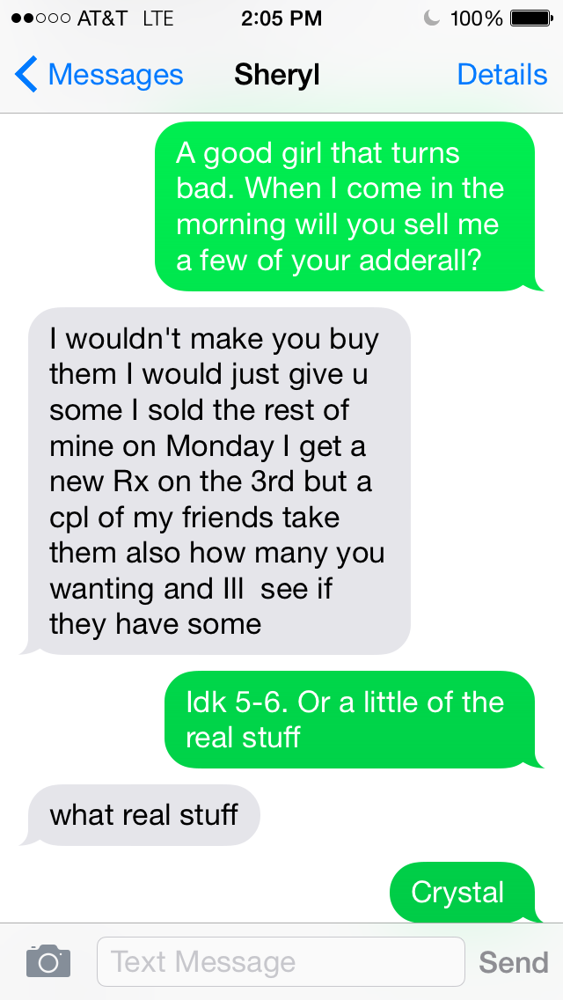 AT&T LTE 2:05 PM 100%
Messages Sheryl Details
A good girl that turns
bad. When I come in the
morning will you sell me
a few of your adderall?
I wouldn't make you buy
them I would just give u
some I sold the rest of
mine on Monday I get a
new Rx on the 3rd but a
cpl of my friends take
them also how many you
wanting and Ill  see if
they have some
Idk 5-6. Or a little of the
real stuff
what real stuff
Crystal
Text Message Send